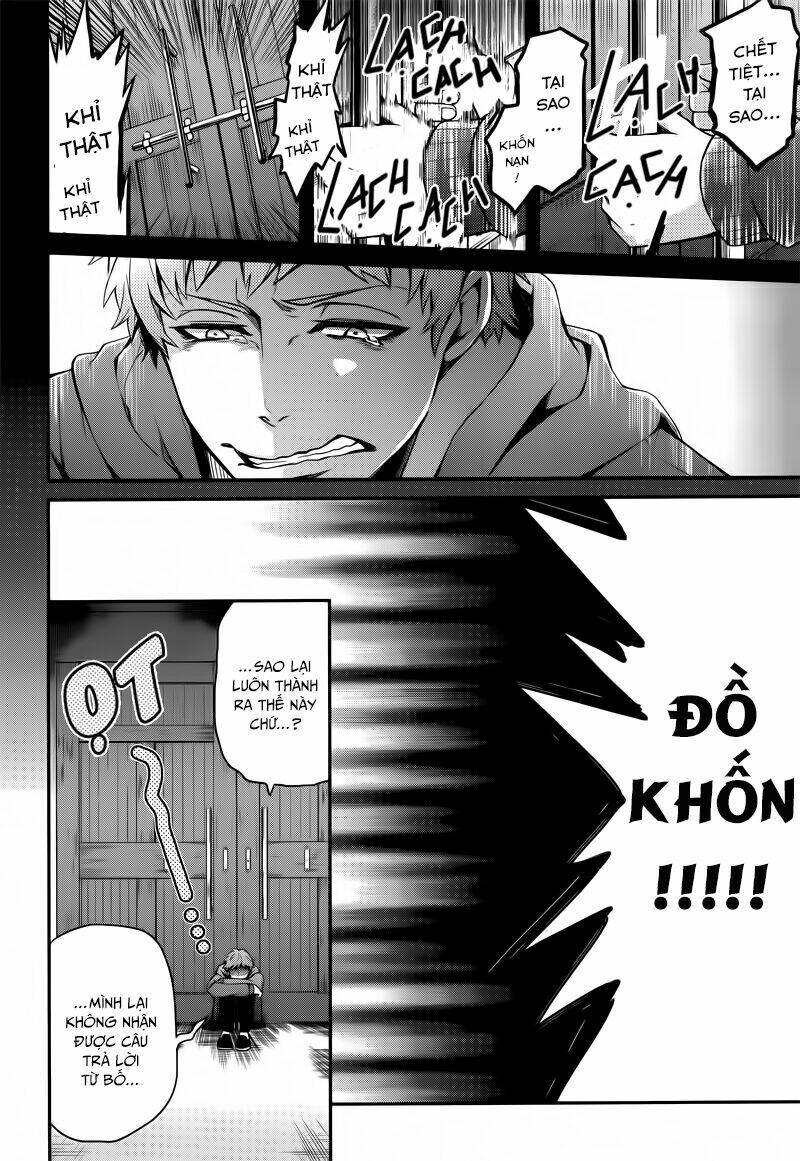 CHẾT
TIỆT...
TẠI
SAO...
LẠCH
CẠCH
TẠI
SAO
...
KHỐN
NẠN
!
LẠCH
CẠCH
LẠCH
CẠCH
KHỈ
THẬT
KHỈ
THẬT
KHỈ
THẬT
KHỈ
THẬT
ĐỒ
KHỐN
!!!!!
...SAO LẠI
LUÔN THÀNH
RA THẾ NÀY
CHỨ...?
ỌT
...MÌNH LẠI
KHÔNG NHẬN
ĐƯỢC CÂU
TRẢ LỜI
TỪ BỐ...